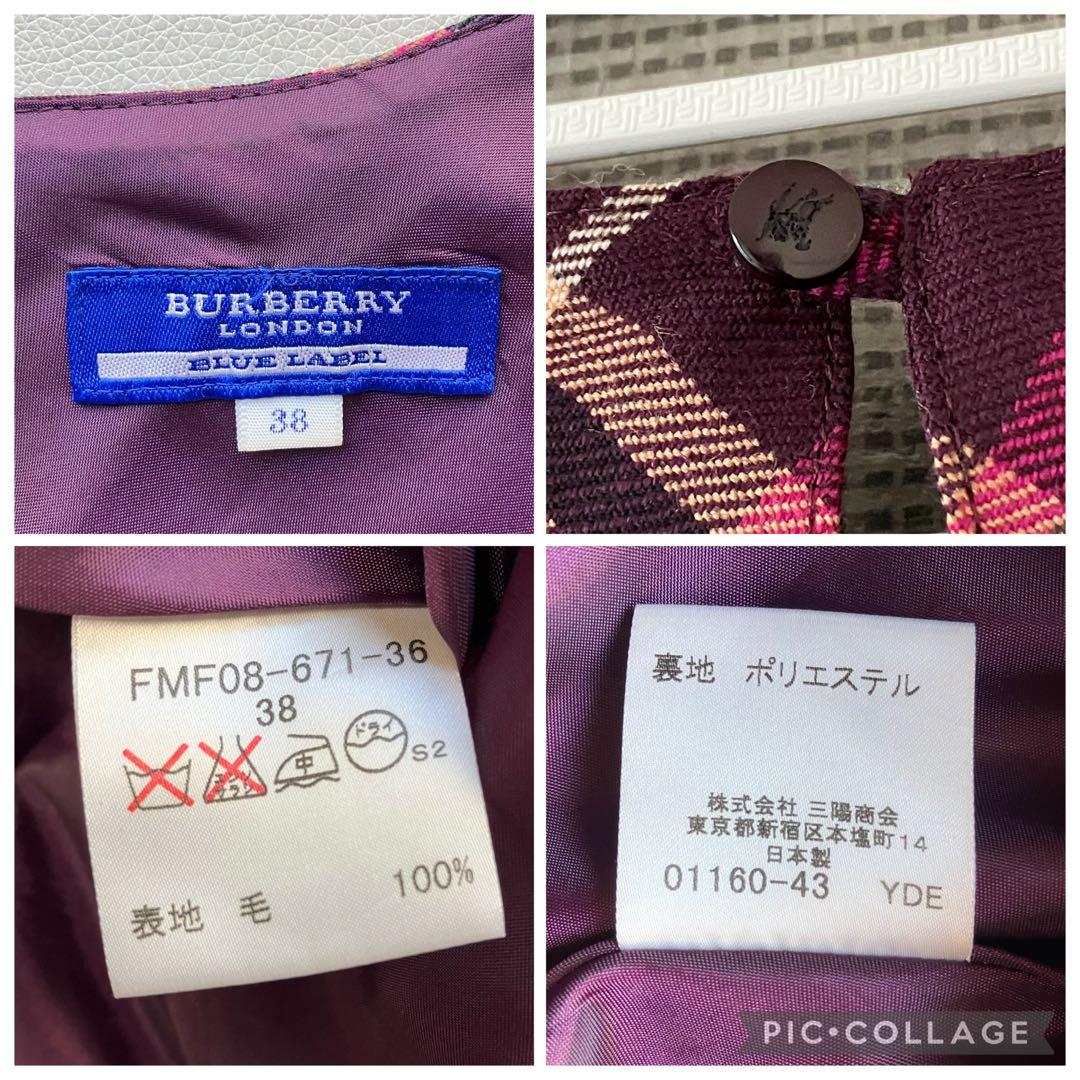 BURBERRY
LONDON
BLUE LABEL
38
FMF08-671-36
38
中
ドライ
S2
表地 毛 100%
裏地 ポリエステル
株式会社 三陽商会
東京都新宿区本塩町14
日本製
01160-43 YDE
PIC•COLLAGE